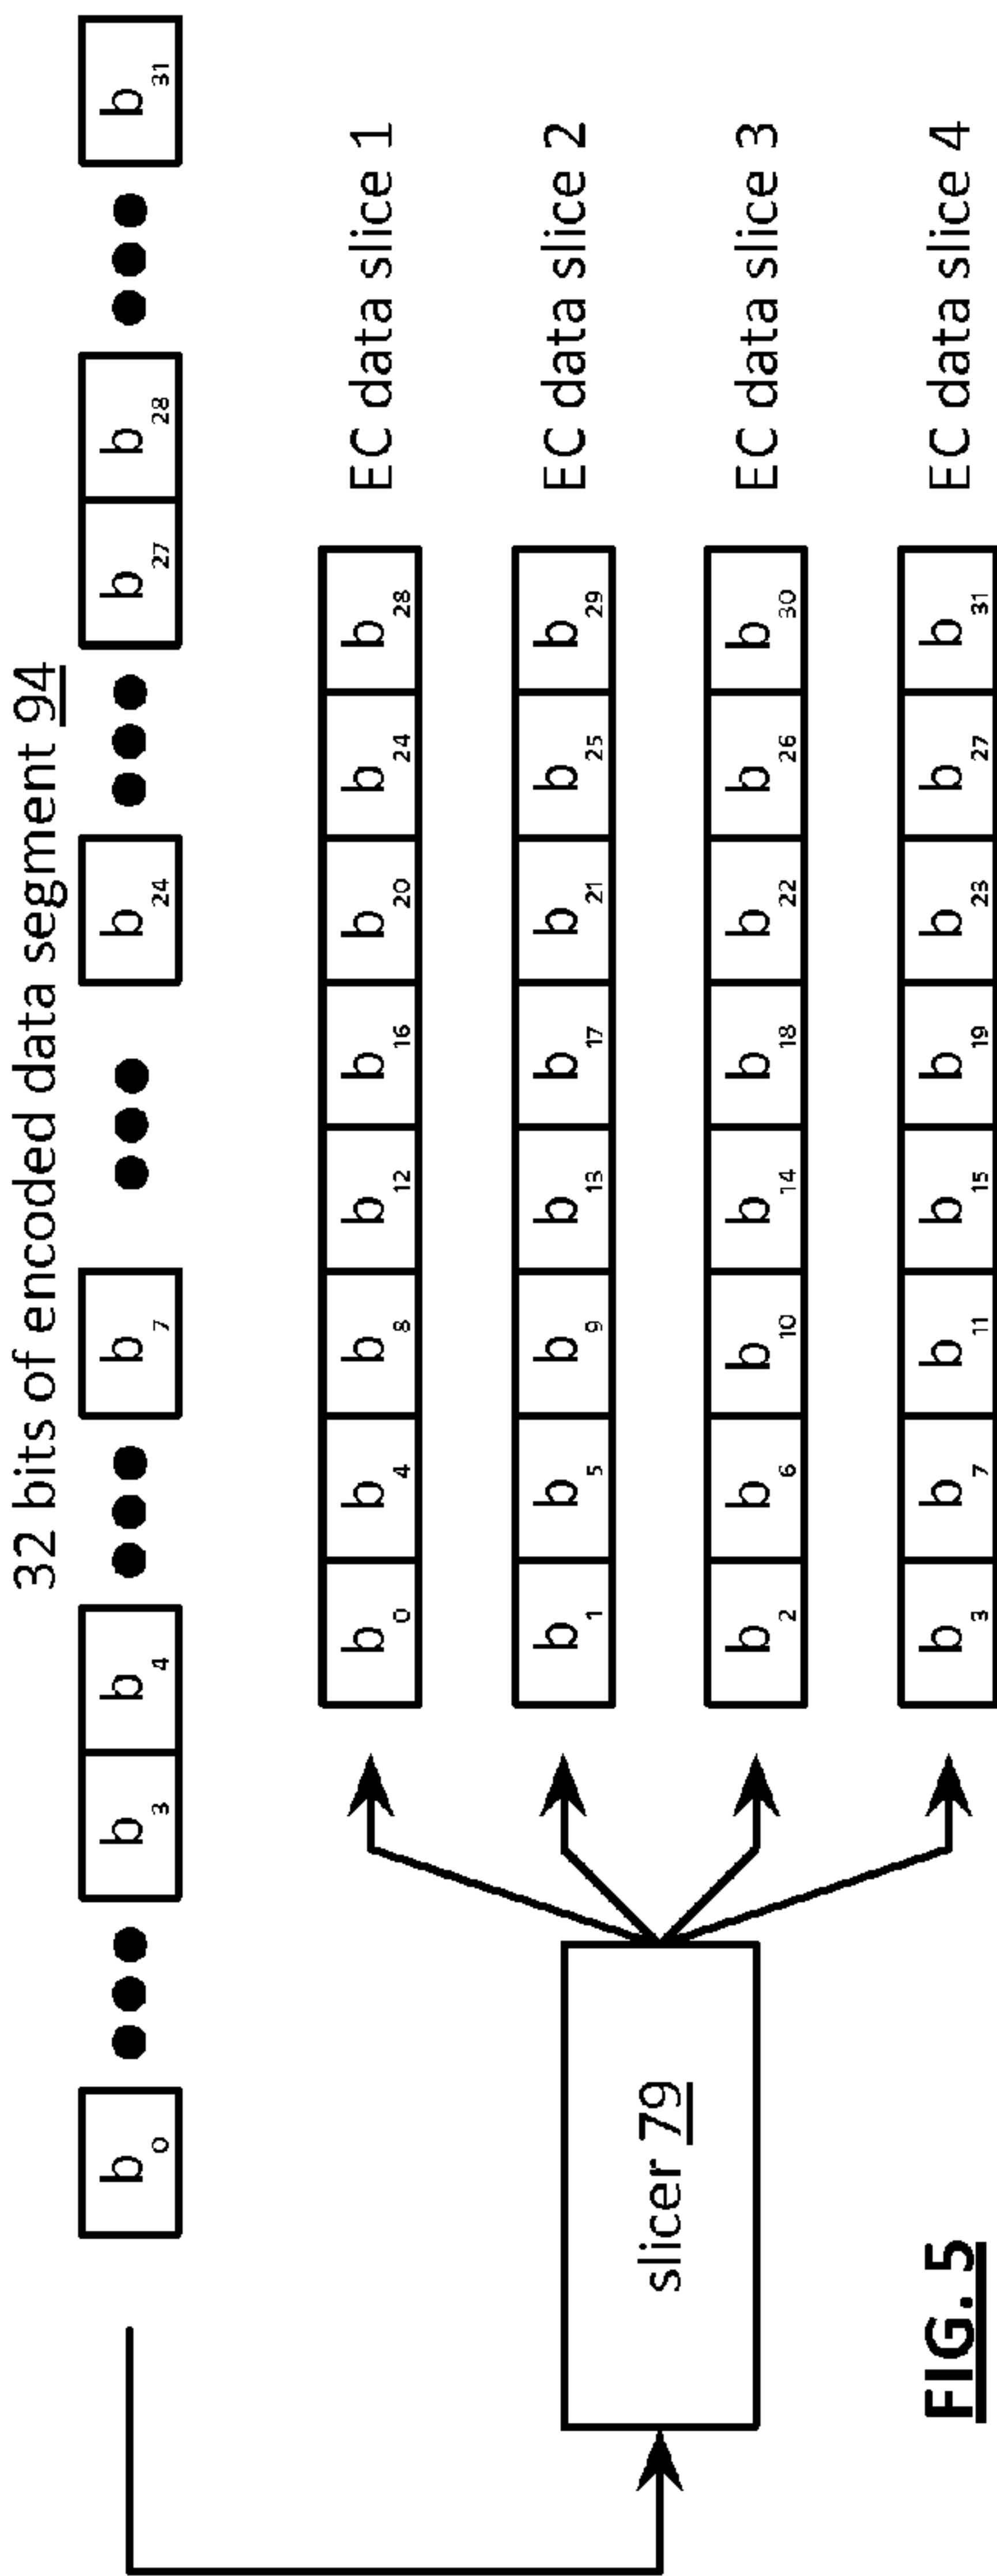 32 bits of encoded data segment 94
b0 ••• b3 b4 ••• b7 ••• b24 ••• b27 b28 ••• b31
b0 b4 b8 b12 b16 b20 b24 b28 EC data slice 1
b1 b5 b9 b13 b17 b21 b25 b29 EC data slice 2
slicer 79
b2 b6 b10 b14 b18 b22 b26 b30 EC data slice 3
b3 b7 b11 b15 b19 b23 b27 b31 EC data slice 4
FIG. 5